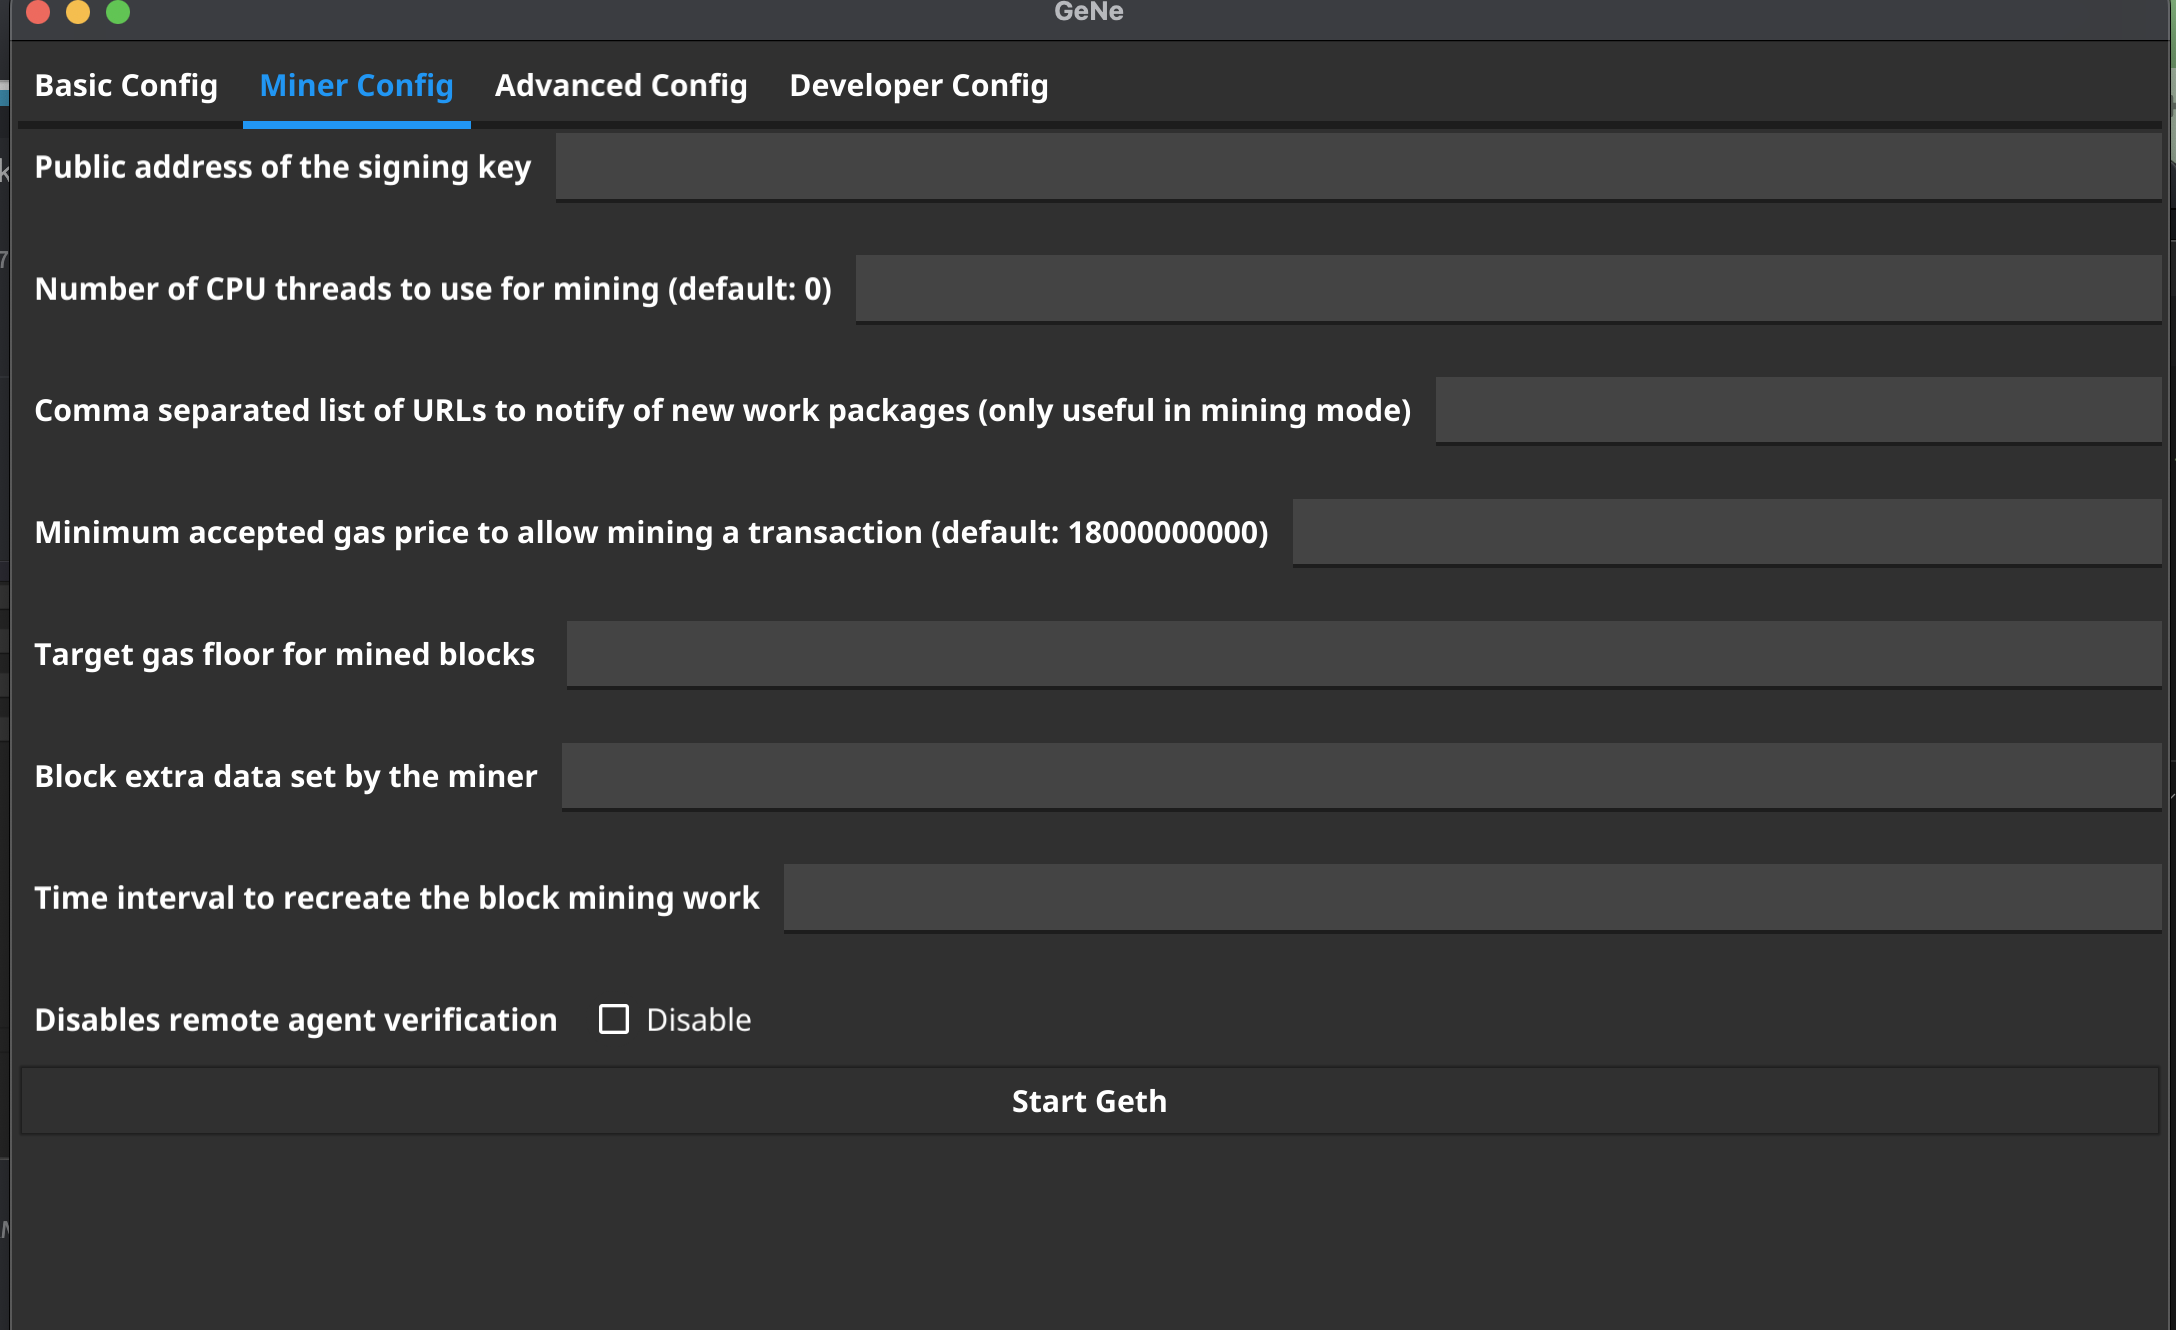 GeNe
Basic Config Miner Config Advanced Config Developer Config
Public address of the signing key
Number of CPU threads to use for mining (default: 0)
Comma separated list of URLs to notify of new work packages (only useful in mining mode)
Minimum accepted gas price to allow mining a transaction (default: 18000000000)
Target gas floor for mined blocks
Block extra data set by the miner
Time interval to recreate the block mining work
Disables remote agent verification Disable
Start Geth